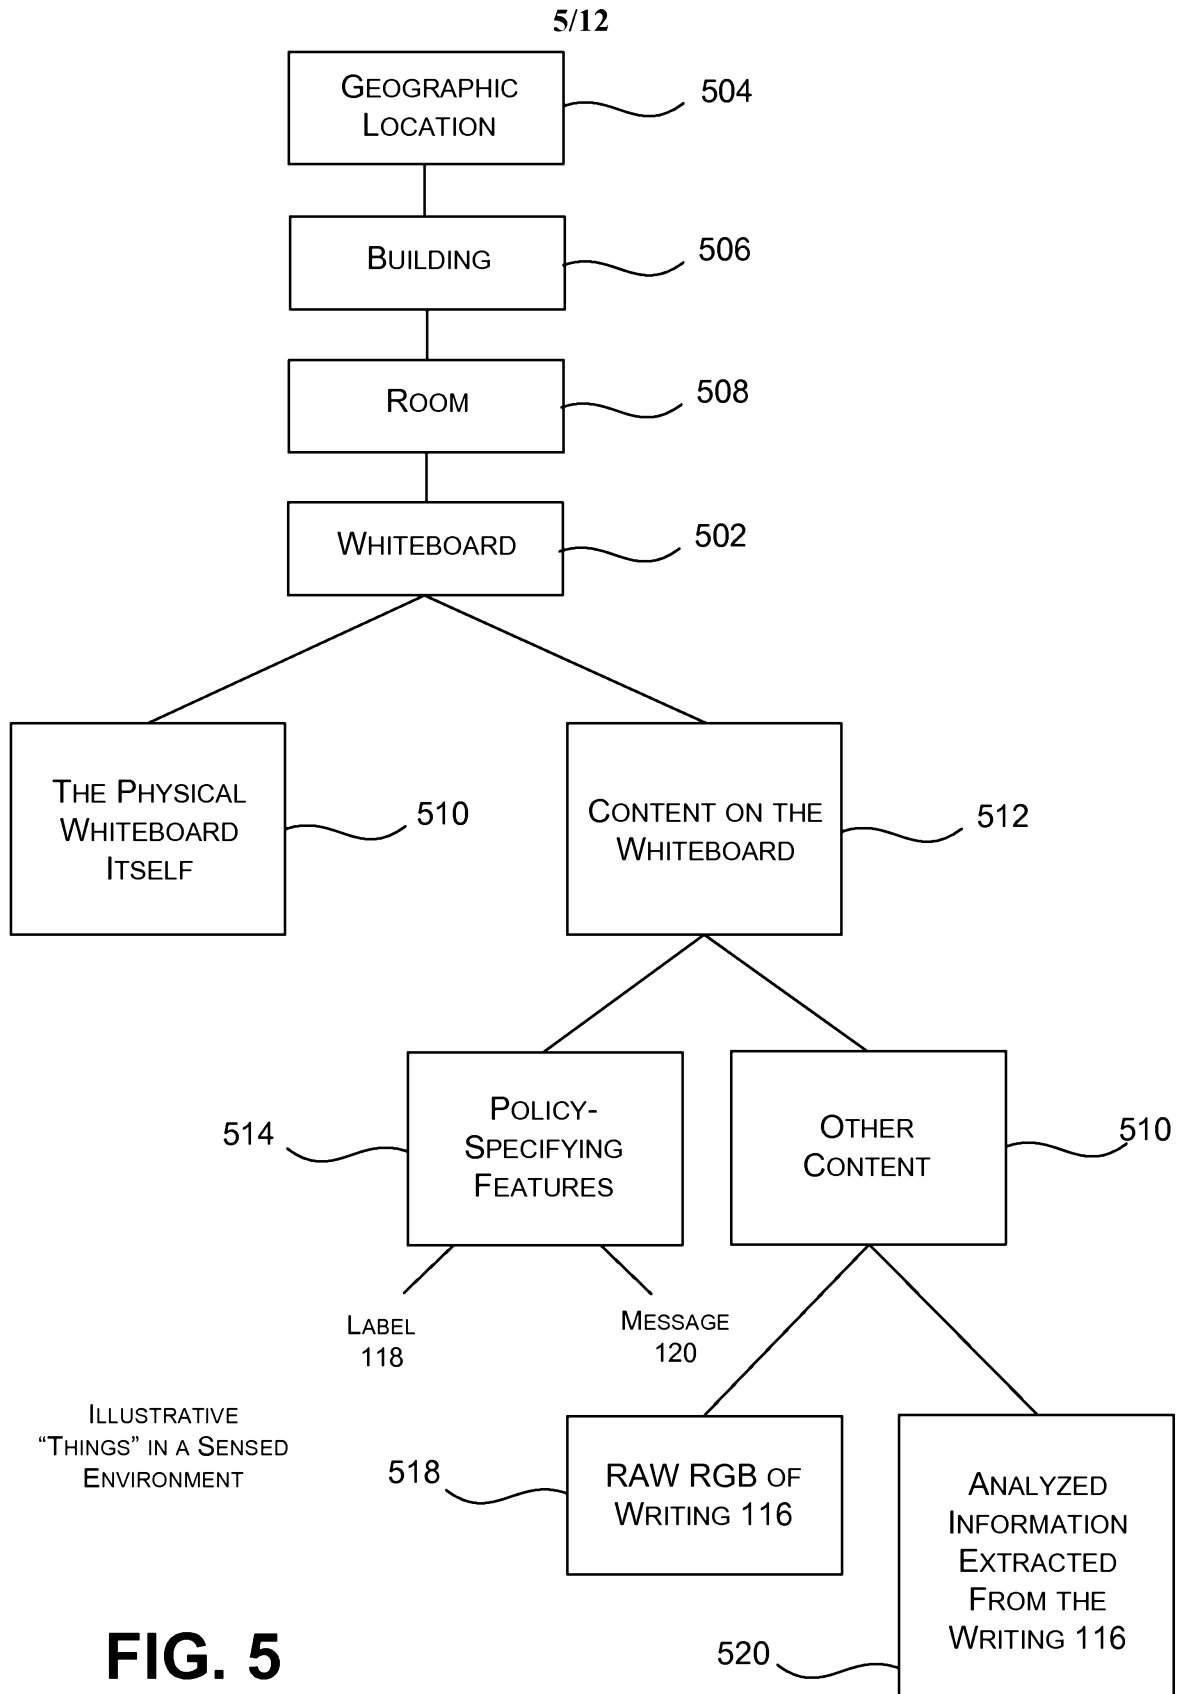 5/12
GEOGRAPHIC
LOCATION
504
BUILDING
506
ROOM
508
WHITEBOARD
502
THE PHYSICAL
WHITEBOARD
ITSELF
510
CONTENT ON THE
WHITEBOARD
512
514
POLICY-
SPECIFYING
FEATURES
OTHER
CONTENT
510
LABEL
118
MESSAGE
120
ILLUSTRATIVE
“THINGS” IN A SENSED
ENVIRONMENT
518
RAW RGB OF
WRITING 116
ANALYZED
INFORMATION
EXTRACTED
FROM THE
WRITING 116
520
FIG. 5